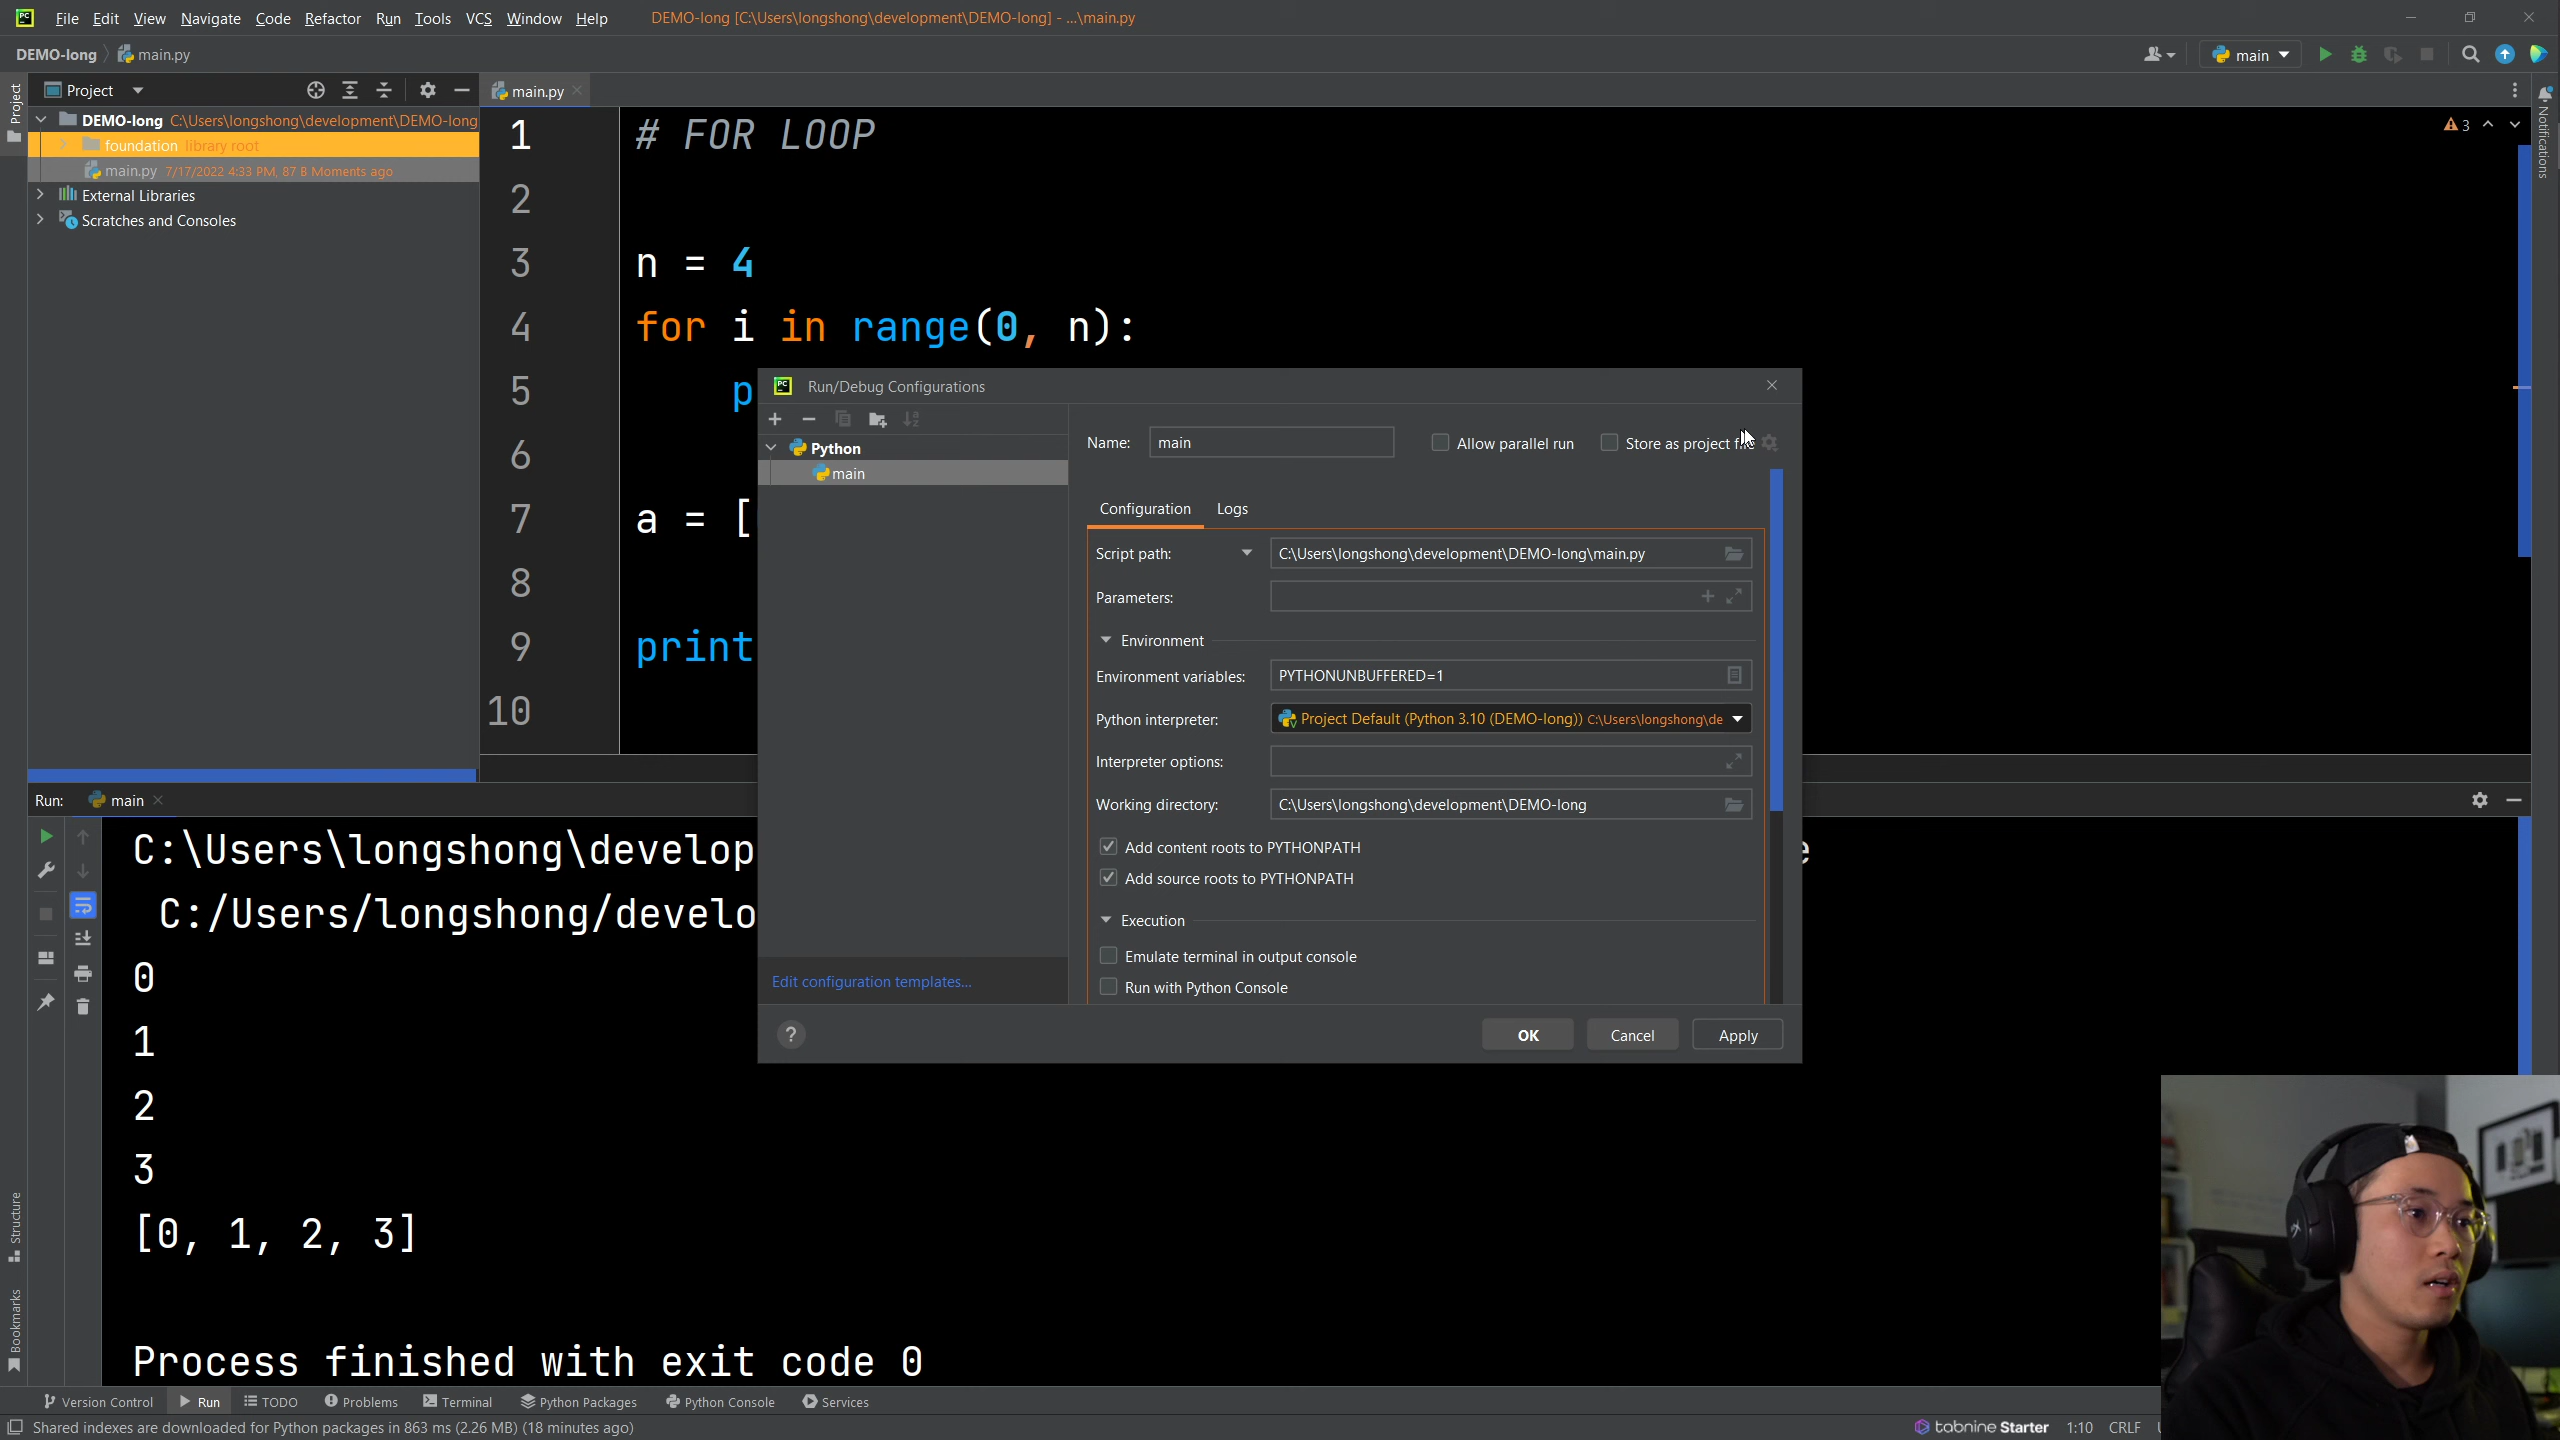 File Edit View Navigate Code Refactor Run Tools VCS Window Help DEMO-long [C:\Users\longshong\development\DEMO-long] - ...\main.py
DEMO-long main.py
main
Project
Project
main.py
DEMO-long C:\Users\longshong\development\DEMO-long
foundation library root
main.py 7/17/2022 4:33 PM, 87 B Moments ago
External Libraries
Scratches and Consoles
3
Notifications
1 # FOR LOOP
2
3 n = 4
4 for i in range(0, n):
5 p
6
7 a = [
8
9 print
10
Run/Debug Configurations
Python
main
Edit configuration templates...
Name: main
Allow parallel run
Store as project
Configuration Logs
Script path: C:\Users\longshong\development\DEMO-long\main.py
Parameters:
Environment
Environment variables: PYTHONUNBUFFERED=1
Python interpreter: Project Default (Python 3.10 (DEMO-long)) C:\Users\longshong\de
Interpreter options:
Working directory: C:\Users\longshong\development\DEMO-long
Add content roots to PYTHONPATH
Add source roots to PYTHONPATH
Execution
Emulate terminal in output console
Run with Python Console
?
OK Cancel Apply
Run: main
C:\Users\longshong\develop
C:/Users/longshong/develo
0
1
2
3
[0, 1, 2, 3]
Process finished with exit code 0
Structure
Bookmarks
Version Control Run TODO Problems Terminal Python Packages Python Console Services
Shared indexes are downloaded for Python packages in 863 ms (2.26 MB) (18 minutes ago)
tabnine Starter 1:10 CRLF